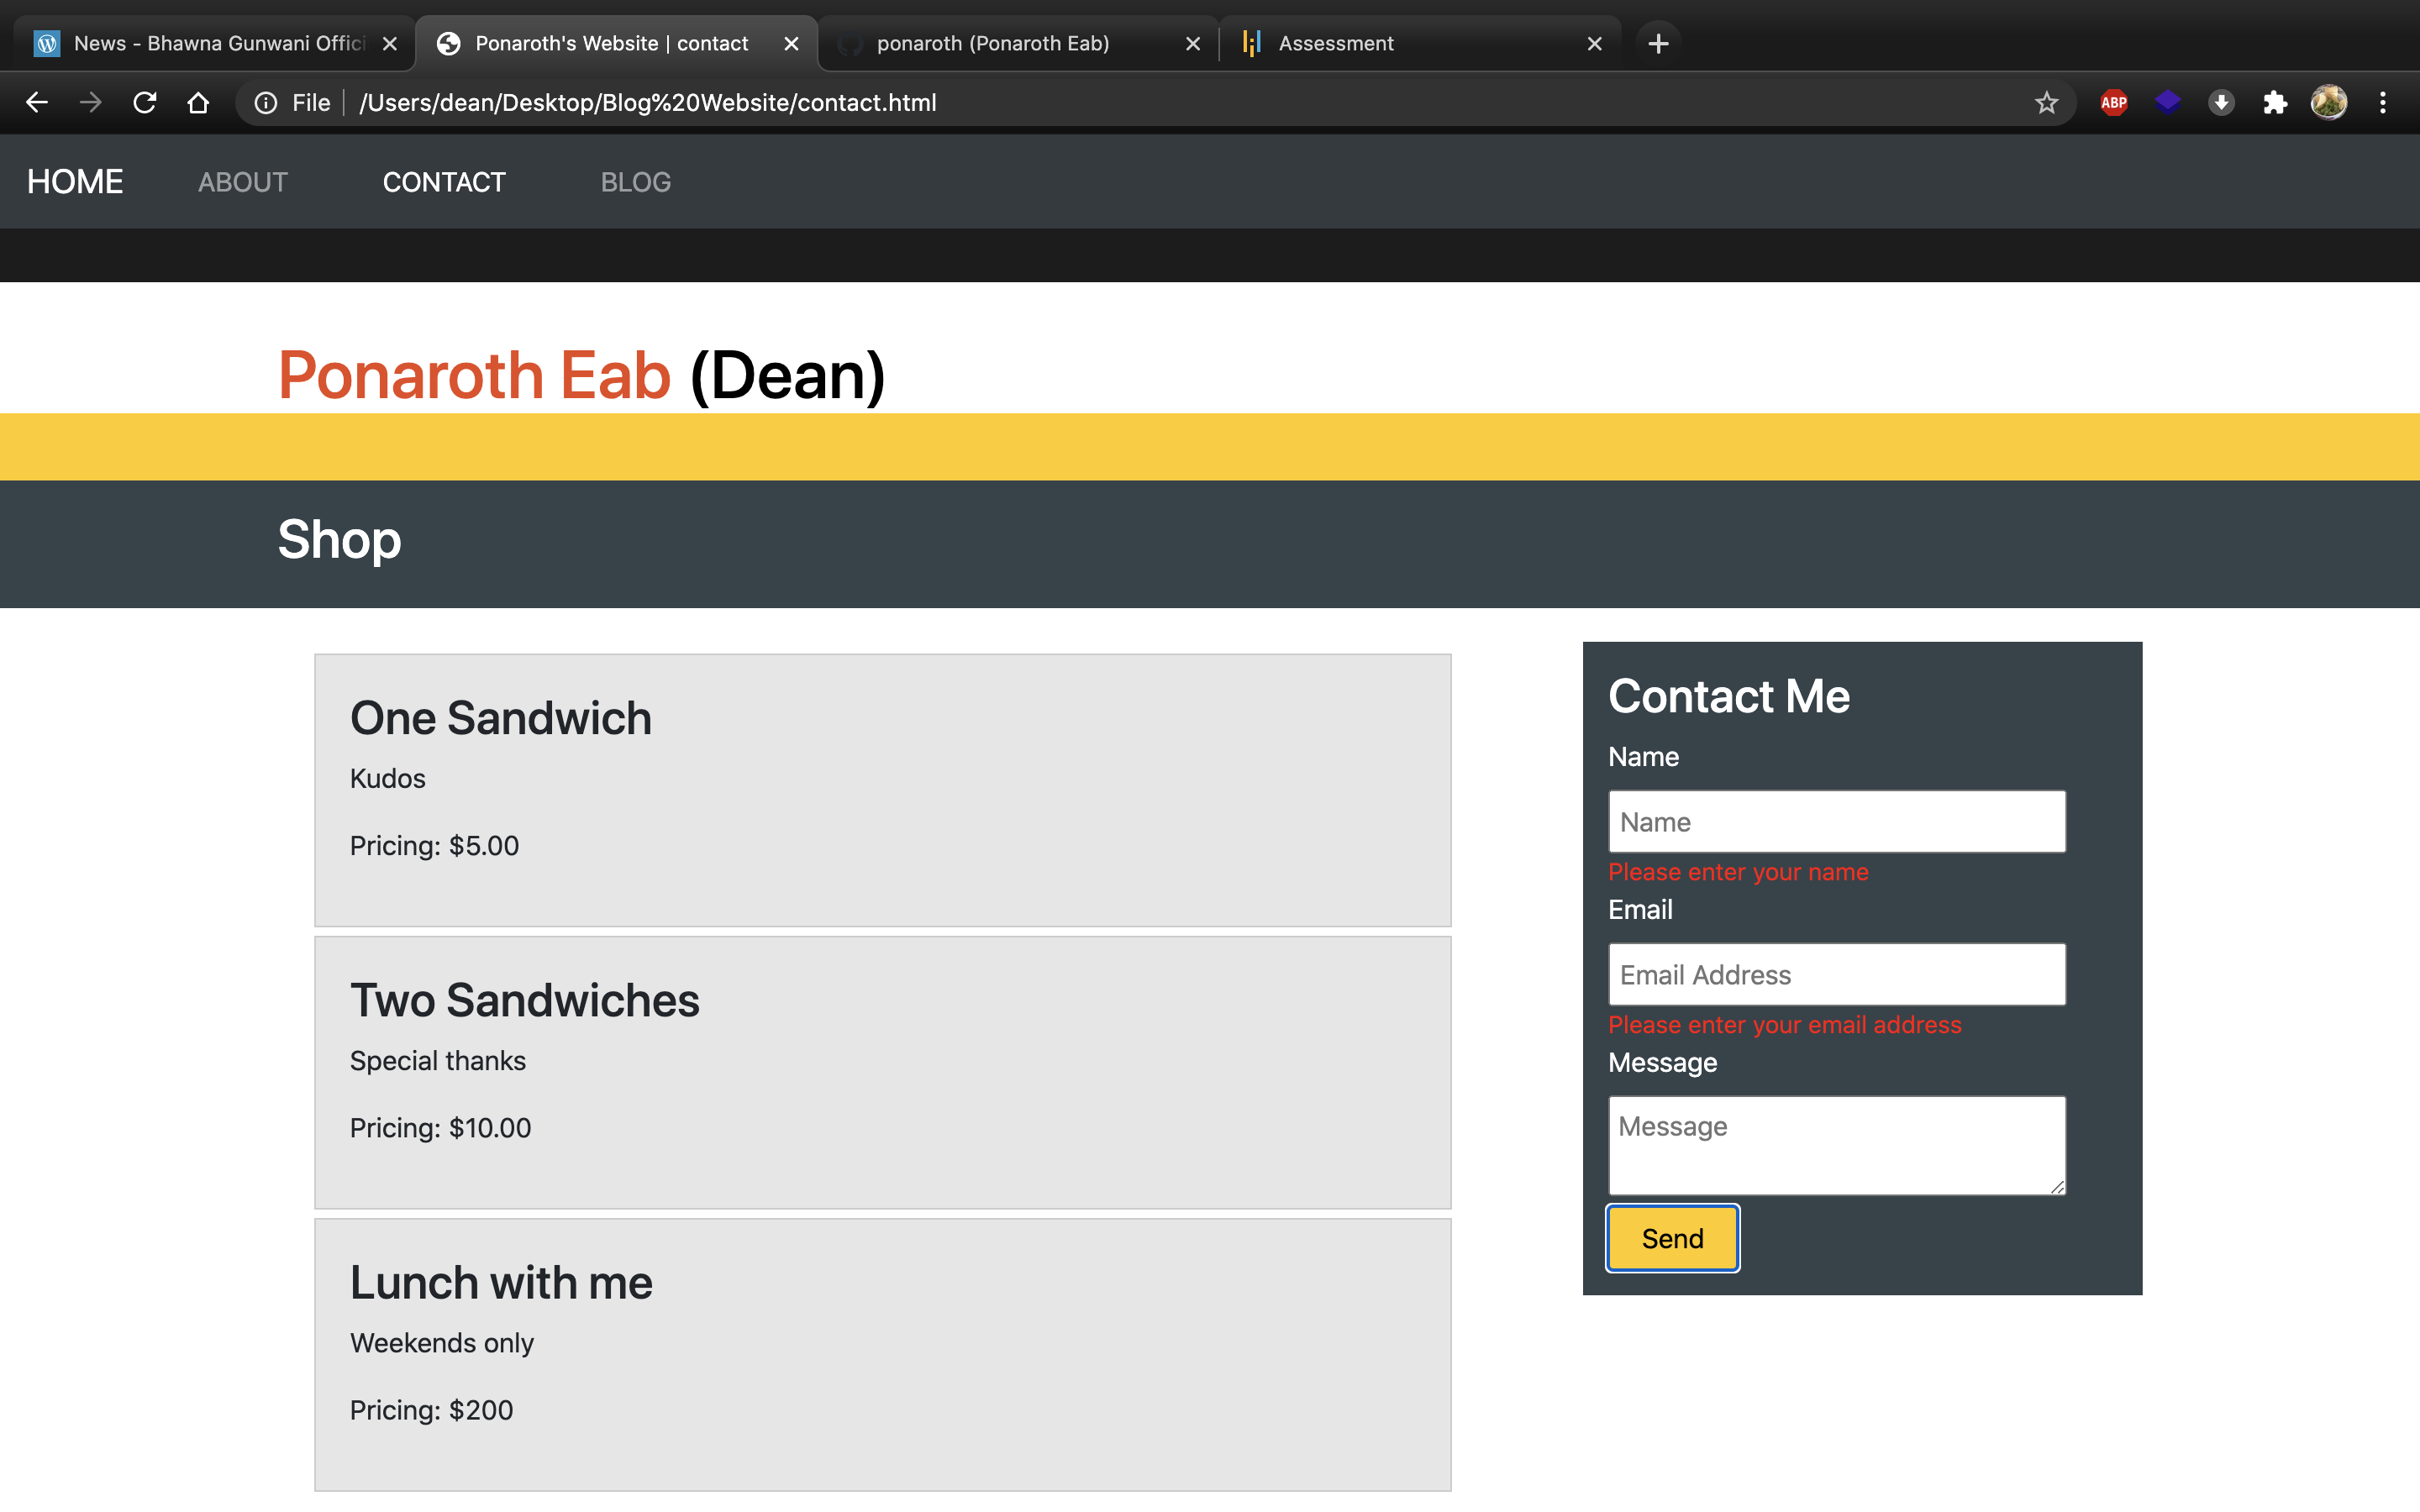 News - Bhawna Gunwani Offici
Ponaroth's Website | contact
ponaroth (Ponaroth Eab)
Assessment
File
/Users/dean/Desktop/Blog%20Website/contact.html
ABP
HOME
ABOUT
CONTACT
BLOG
Ponaroth Eab (Dean)
Shop
One Sandwich
Kudos
Pricing: $5.00
Two Sandwiches
Special thanks
Pricing: $10.00
Lunch with me
Weekends only
Pricing: $200
Contact Me
Name
Name
Please enter your name
Email
Email Address
Please enter your email address
Message
Message
Send